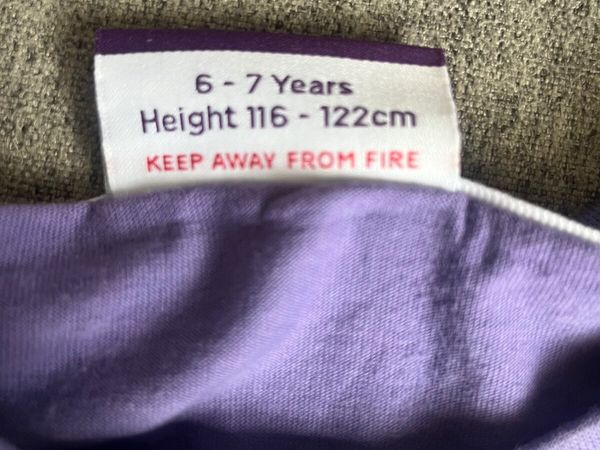 6 - 7 Years
Height 116 - 122cm
KEEP AWAY FROM FIRE